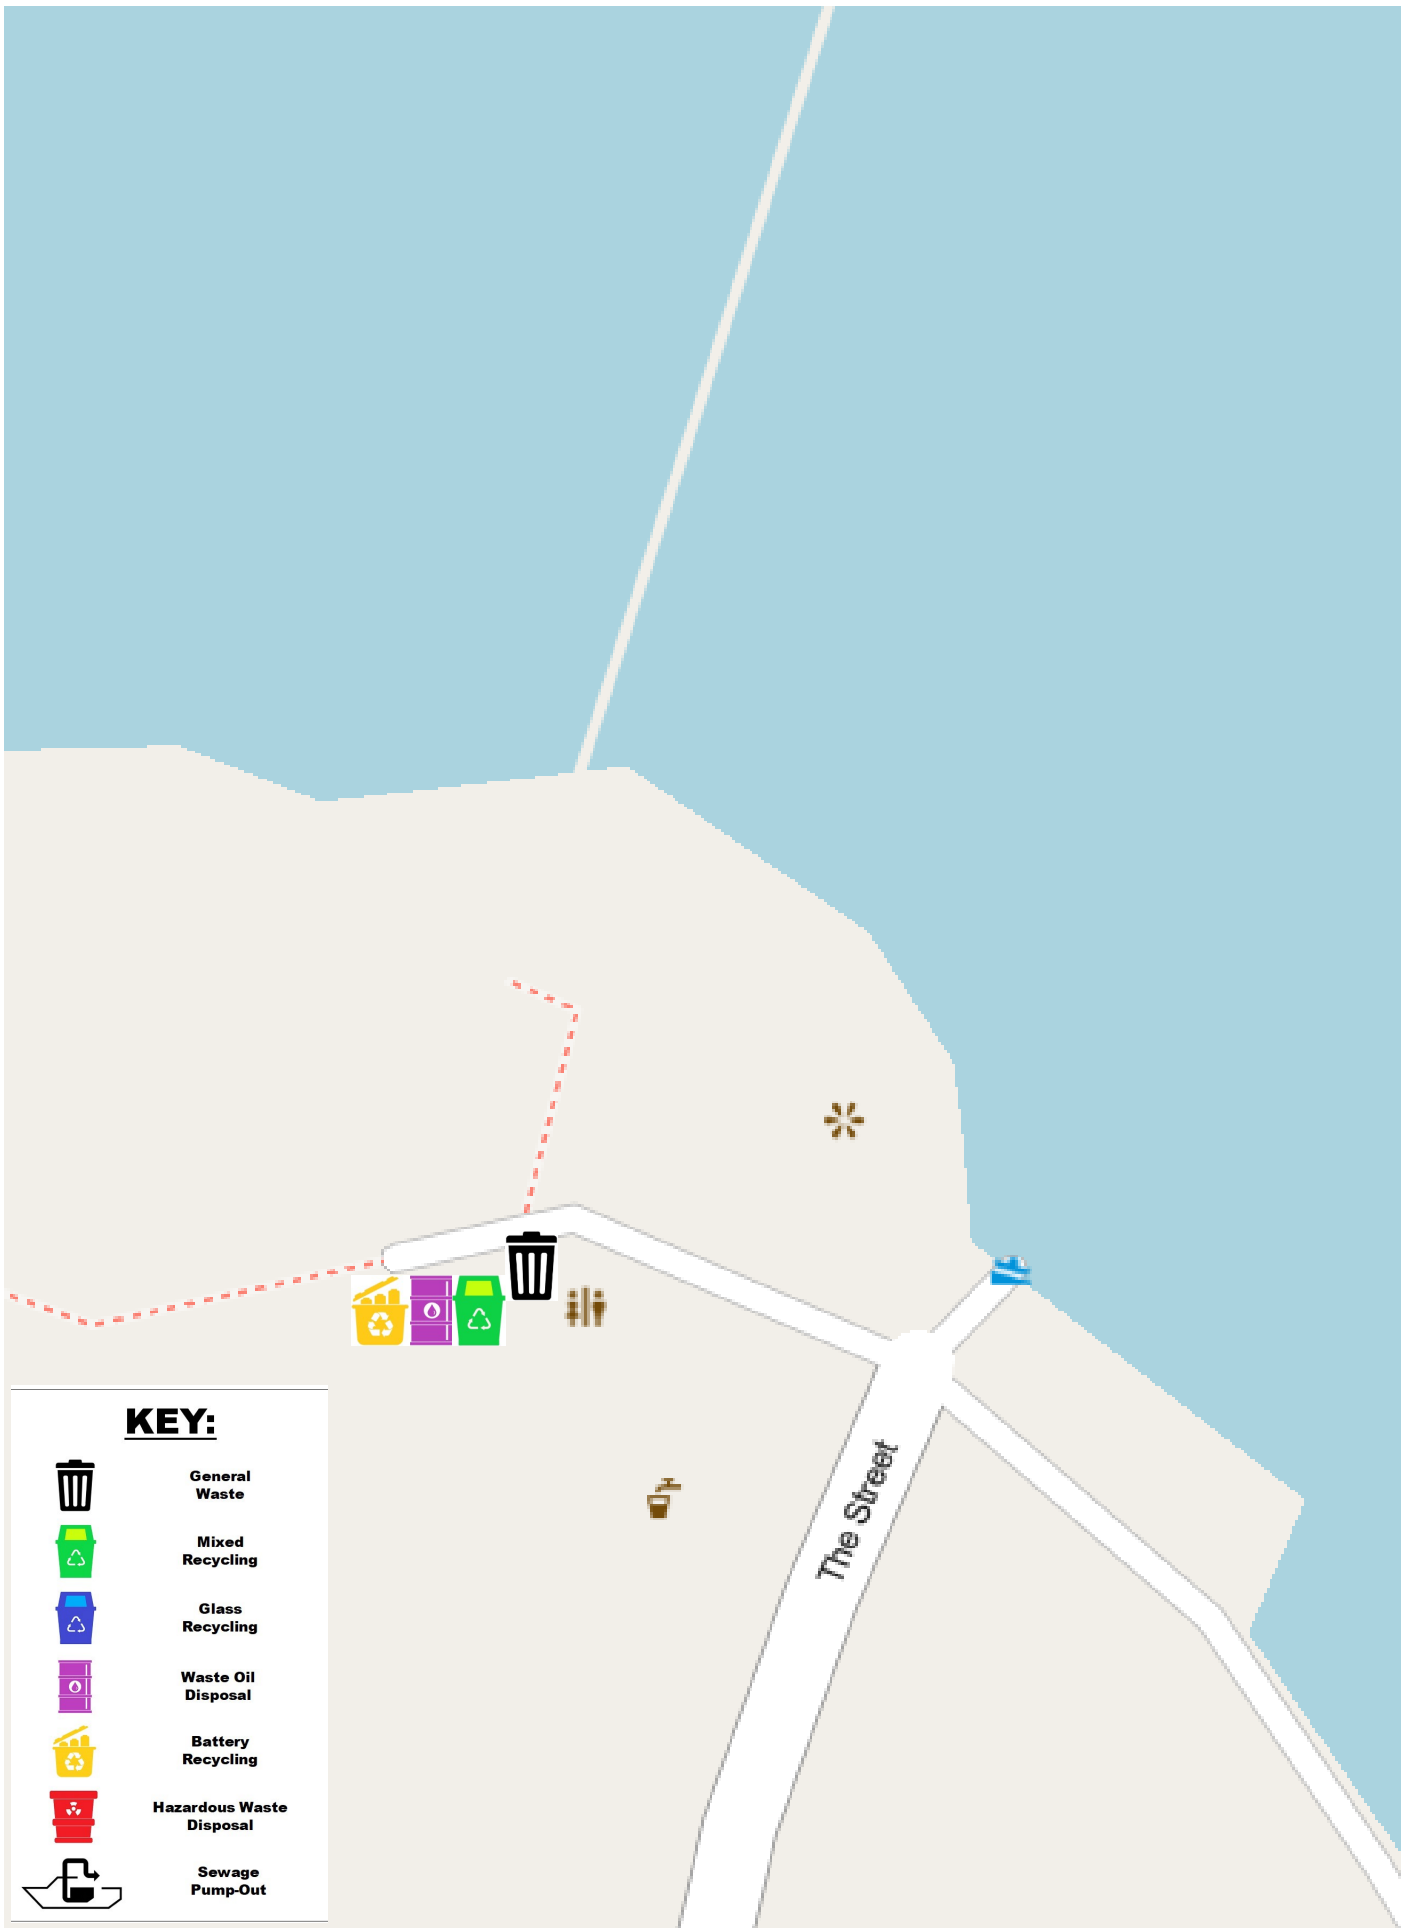 The Street
KEY:
General
Waste
Mixed
Recycling
Glass
Recycling
Waste Oil
Disposal
Battery
Recycling
Hazardous Waste
Disposal
Sewage
Pump-Out